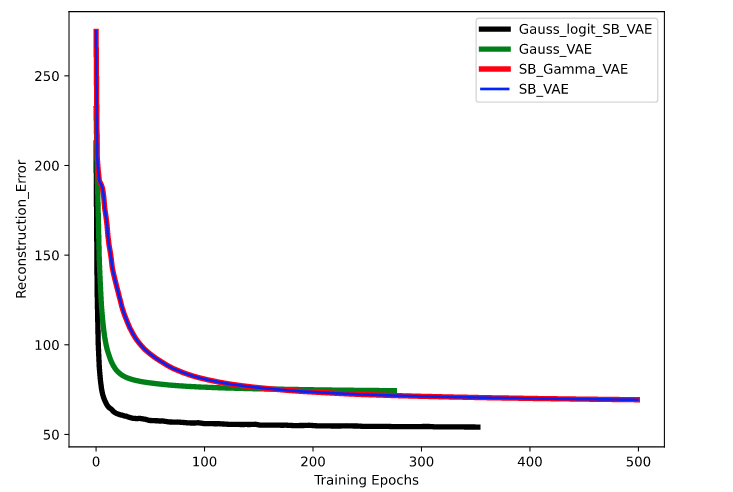 Gauss_logit_SB_VAE
Gauss_VAE
SB_Gamma_VAE
SB_VAE
250
200
150
100
50
Reconstruction_Error
0 100 200 300 400 500
Training Epochs